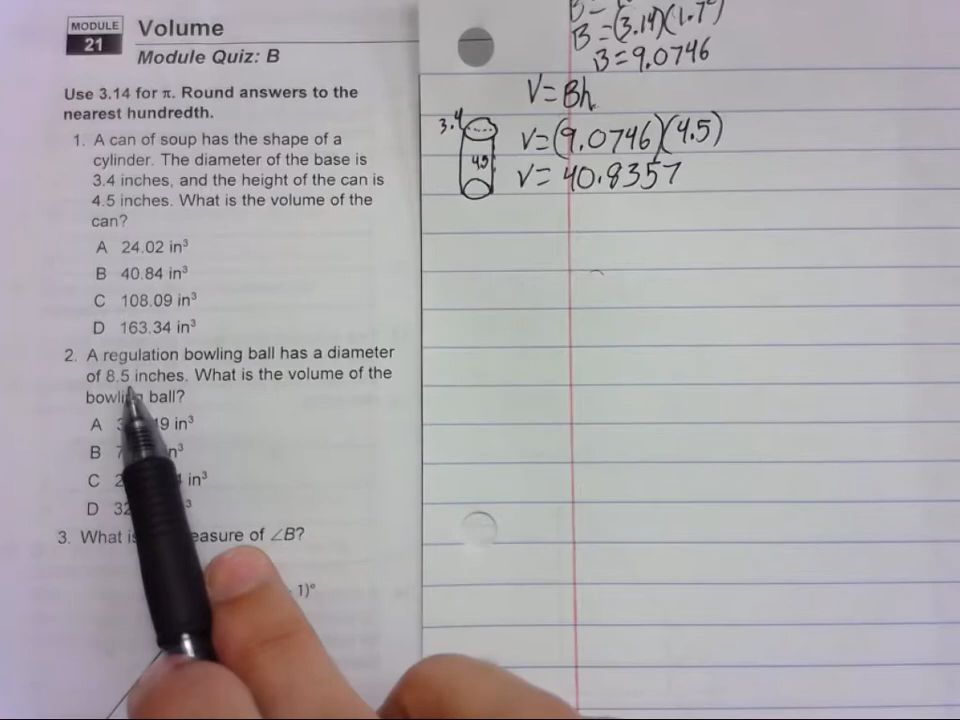 MODULE
21
Volume
Module Quiz: B
Use 3.14 for π. Round answers to the
nearest hundredth.
1. A can of soup has the shape of a
cylinder. The diameter of the base is
3.4 inches, and the height of the can is
4.5 inches. What is the volume of the
can?
A 24.02 in³
B 40.84 in³
C 108.09 in³
D 163.34 in³
2. A regulation bowling ball has a diameter
of 8.5 inches. What is the volume of the
ball?
A in³
B
C in³
D
3. What of ∠B?
1)°
B =
B = (3.14)(1.7²
B = 9.0746
V = Bh
3.4
4.5
V = (9.0746)(4.5)
V = 40.8357